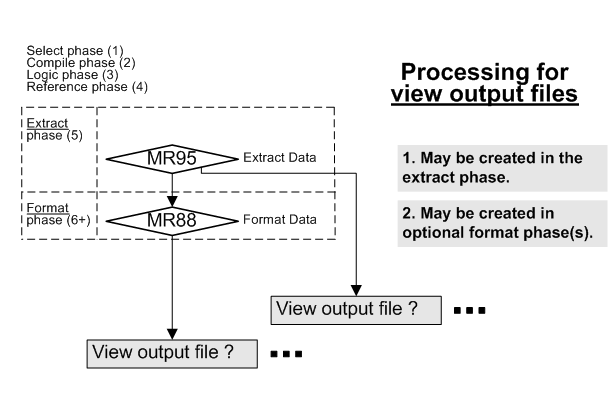 Select phase (1)
Compile phase (2)
Logic phase (3)
Reference phase (4)
Processing for
view output files
Extract
phase (5)
MR95
Extract Data
1. May be created in the
extract phase.
Format
phase (6+)
MR88
Format Data
2. May be created in
optional format phase(s).
View output file ?
View output file ?